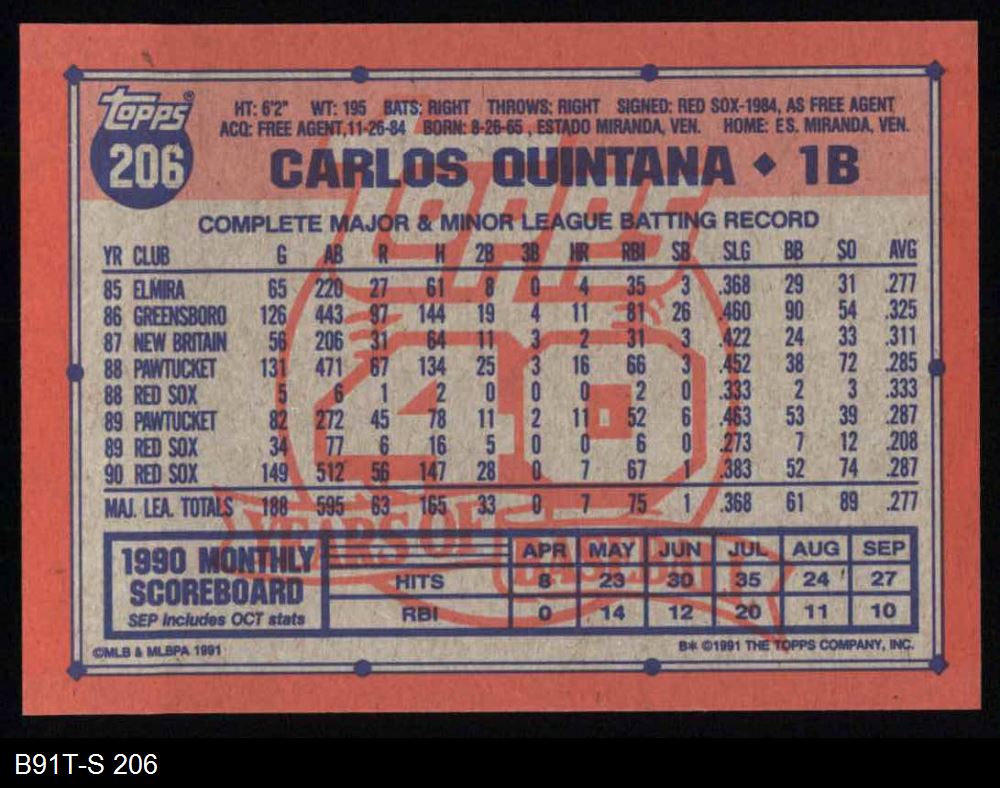 TOPPS®
206
HT: 6'2" WT: 195 BATS: RIGHT THROWS: RIGHT SIGNED: RED SOX-1984, AS FREE AGENT
ACQ: FREE AGENT, 11-26-84 BORN: 8-26-65, ESTADO MIRANDA, VEN. HOME: ES. MIRANDA, VEN.
CARLOS QUINTANA ◆ 1B
COMPLETE MAJOR & MINOR LEAGUE BATTING RECORD
YR CLUB G AB R H 2B 3B HR RBI SB SLG BB SO AVG
85 ELMIRA 65 220 27 61 8 0 4 35 3 .368 29 31 .277
86 GREENSBORO 126 443 97 144 19 4 11 81 26 .460 90 54 .325
87 NEW BRITAIN 56 206 31 64 11 3 2 31 3 .422 24 33 .311
88 PAWTUCKET 131 471 67 134 25 3 16 66 3 .452 38 72 .285
88 RED SOX 5 6 1 2 0 0 0 2 0 .333 2 3 .333
89 PAWTUCKET 82 272 45 78 11 2 11 52 6 .463 53 39 .287
89 RED SOX 34 77 6 16 5 0 0 6 0 .273 7 12 .208
90 RED SOX 149 512 56 147 28 0 7 67 1 .383 52 74 .287
MAJ. LEA. TOTALS 188 595 63 165 33 0 7 75 1 .368 61 89 .277
TOPPS
40
YEARS OF
BASEBALL
1990 MONTHLY
SCOREBOARD
SEP includes OCT stats
APR MAY JUN JUL AUG SEP
HITS 8 23 30 35 24 27
RBI 0 14 12 20 11 10
©MLB & MLBPA 1991
B* ©1991 THE TOPPS COMPANY, INC.
B91T-S 206